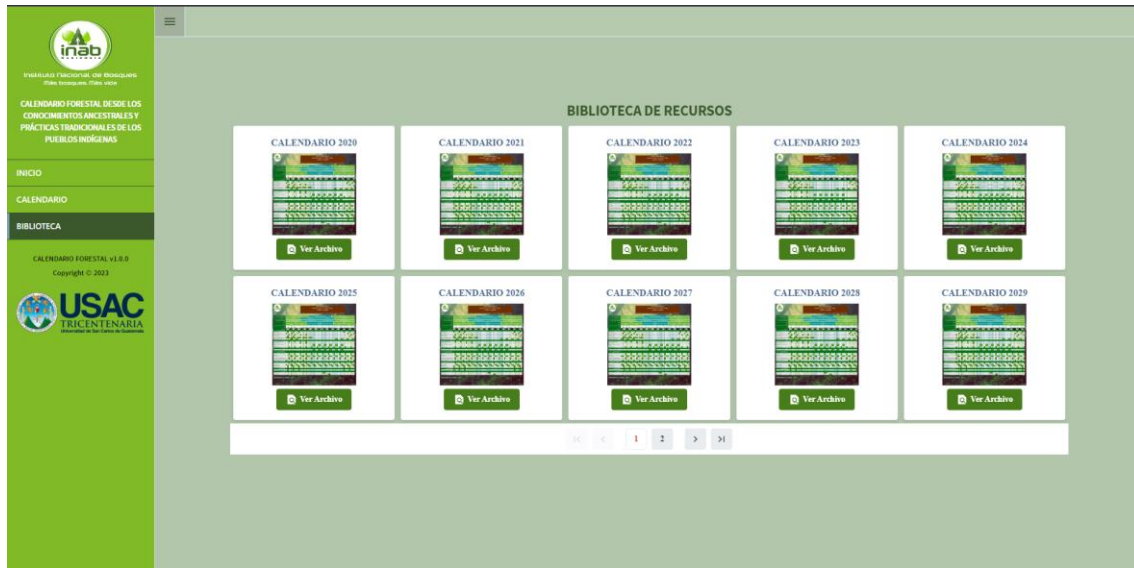 inab
GUATEMALA
Instituto Nacional de Bosques
Más bosques, Más vida
CALENDARIO FORESTAL DESDE LOS
CONOCIMIENTOS ANCESTRALES Y
PRÁCTICAS TRADICIONALES DE LOS
PUEBLOS INDÍGENAS
INICIO
CALENDARIO
BIBLIOTECA
CALENDARIO FORESTAL v1.0.0
Copyright © 2023
USAC
TRICENTENARIA
Universidad de San Carlos de Guatemala
BIBLIOTECA DE RECURSOS
CALENDARIO 2020
Ver Archivo
CALENDARIO 2021
Ver Archivo
CALENDARIO 2022
Ver Archivo
CALENDARIO 2023
Ver Archivo
CALENDARIO 2024
Ver Archivo
CALENDARIO 2025
Ver Archivo
CALENDARIO 2026
Ver Archivo
CALENDARIO 2027
Ver Archivo
CALENDARIO 2028
Ver Archivo
CALENDARIO 2029
Ver Archivo
1 2